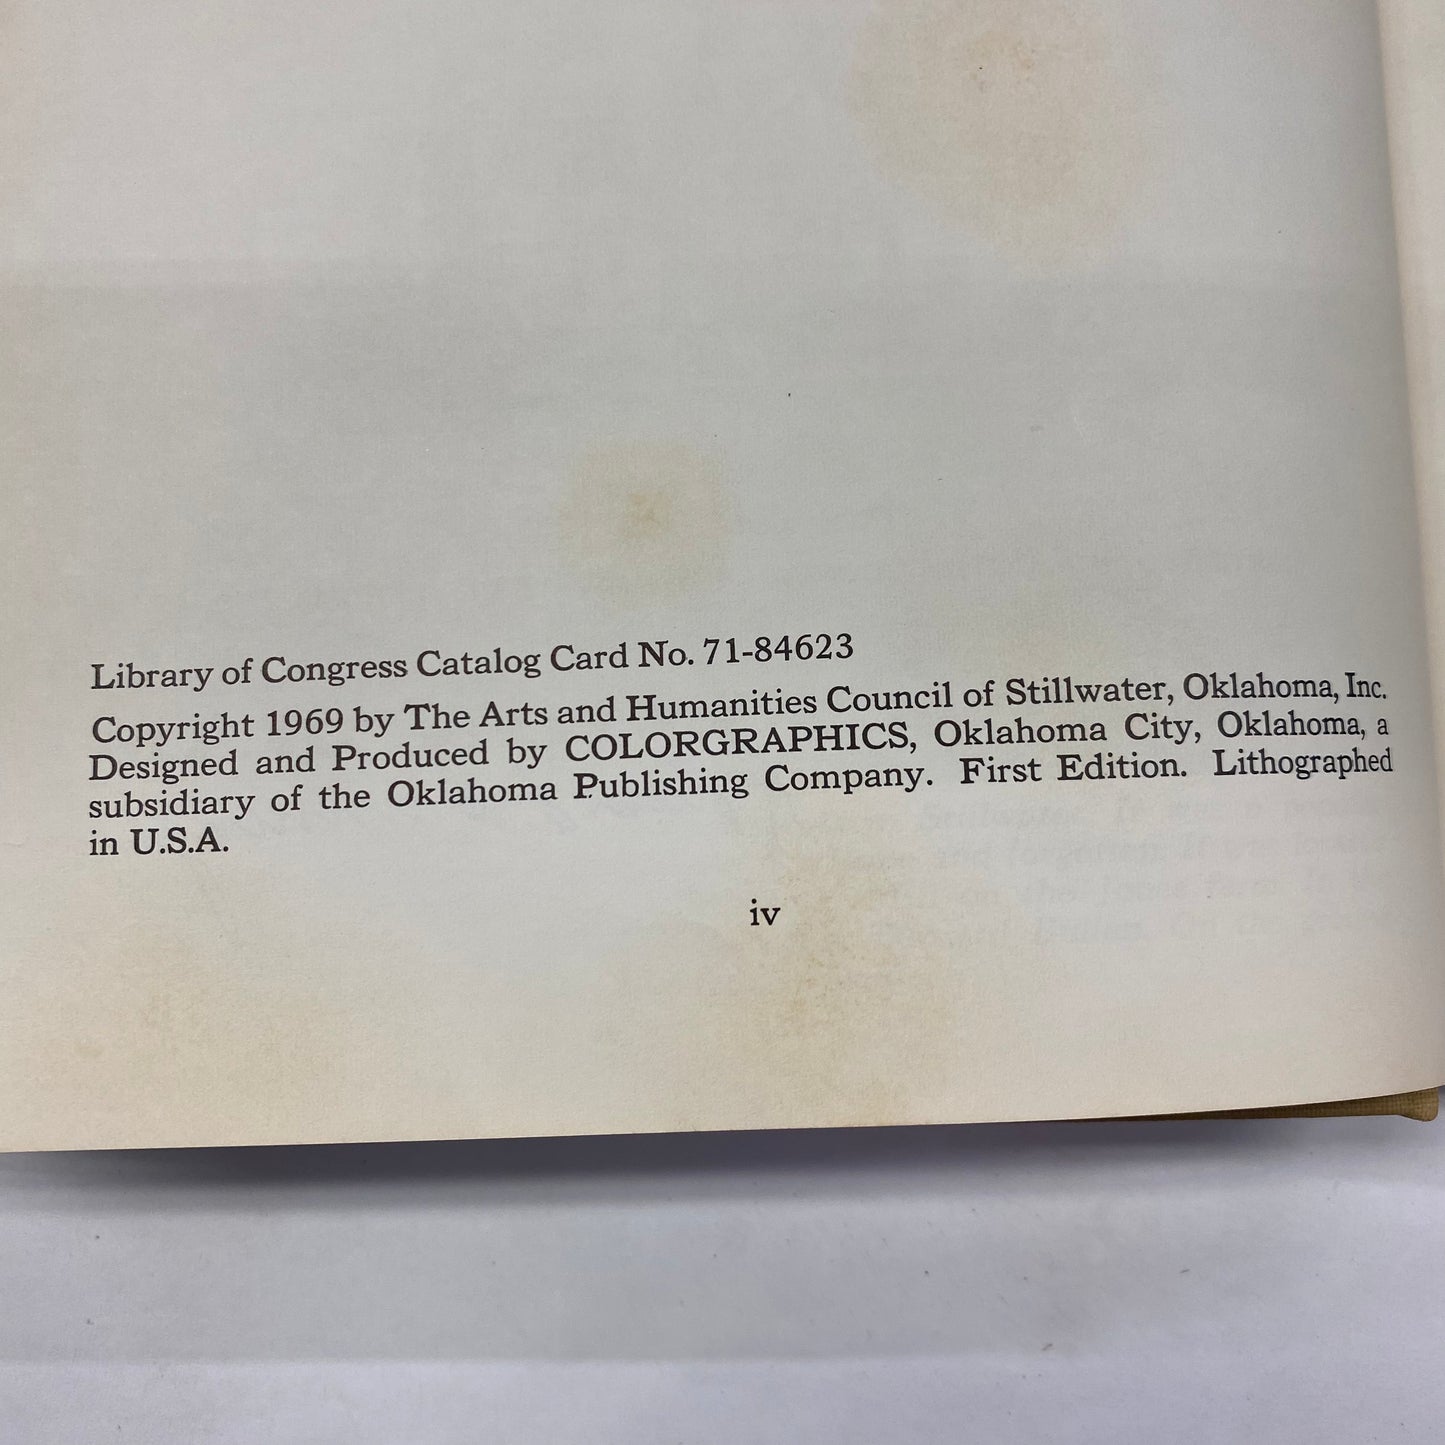 Library of Congress Catalog Card No. 71-84623
Copyright 1969 by The Arts and Humanities Council of Stillwater, Oklahoma, Inc.
Designed and Produced by COLORGRAPHICS, Oklahoma City, Oklahoma, a
subsidiary of the Oklahoma Publishing Company. First Edition. Lithographed
in U.S.A.
iv